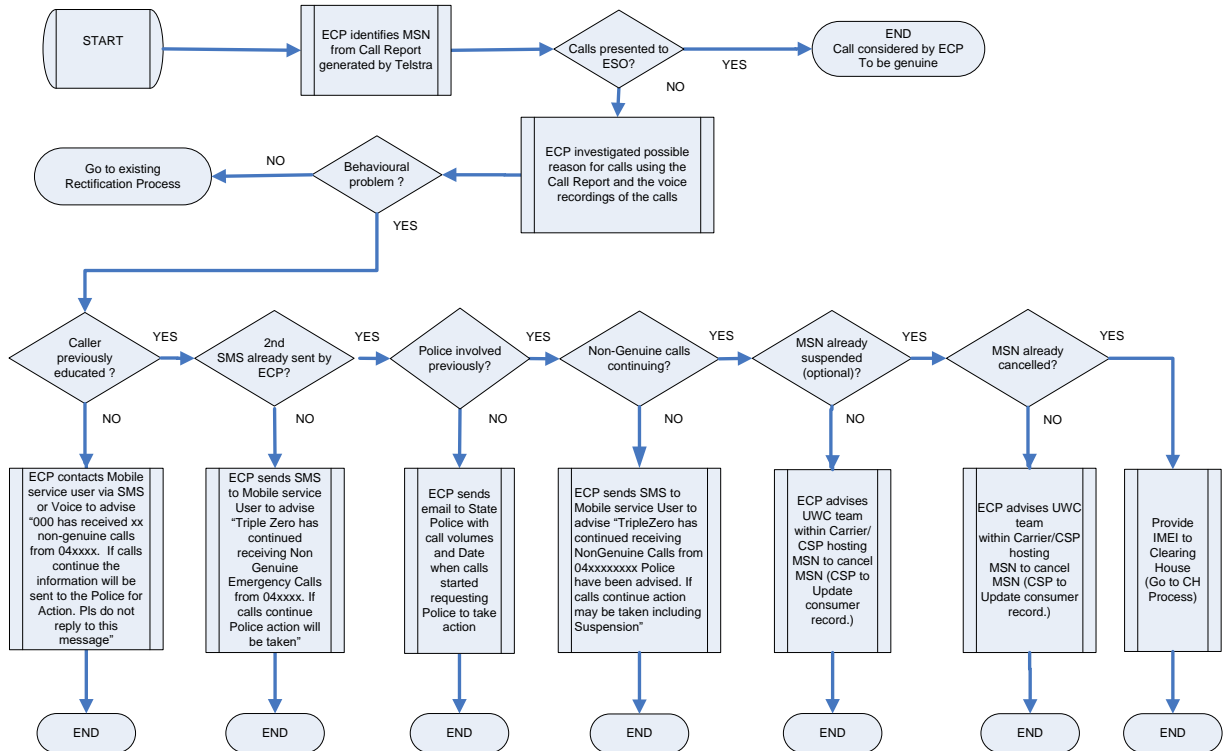 START
ECP identifies MSN
from Call Report
generated by Telstra
Calls presented to
ESO?
YES
END
Call considered by ECP
To be genuine
NO
ECP investigated possible
reason for calls using the
Call Report and the voice
recordings of the calls
Behavioural
problem ?
NO
Go to existing
Rectification Process
YES
Caller
previously
educated ?
YES
2nd
SMS already sent by
ECP?
YES
Police involved
previously?
YES
Non-Genuine calls
continuing?
YES
MSN already
suspended
(optional)?
YES
MSN already
cancelled?
YES
NO
NO
NO
NO
NO
NO
ECP contacts Mobile
service user via SMS
or Voice to advise
“000 has received xx
non-genuine calls
from 04xxxx.  If calls
continue the
information will be
sent to the Police for
Action. Pls do not
reply to this
message”
ECP sends SMS
to Mobile service
User to advise
“Triple Zero has
continued
receiving Non
Genuine
Emergency Calls
from 04xxxx. If
calls continue
Police action will
be taken”
ECP sends
email to State
Police with
call volumes
and Date
when calls
started
requesting
Police to take
action
ECP sends SMS to
Mobile service User to
advise “TripleZero has
continued receiving
NonGenuine Calls from
04xxxxxxxx Police
have been advised. If
calls continue action
may be taken including
Suspension”
ECP advises
UWC team
within Carrier/
CSP hosting
MSN to suspend
MSN (CSP to
Update
consumer
record.)
ECP advises UWC
team
within Carrier/CSP
hosting
MSN to cancel
MSN (CSP to
Update consumer
record.)
Provide
IMEI to
Clearing
House
(Go to CH
Process)
END
END
END
END
END
END
END